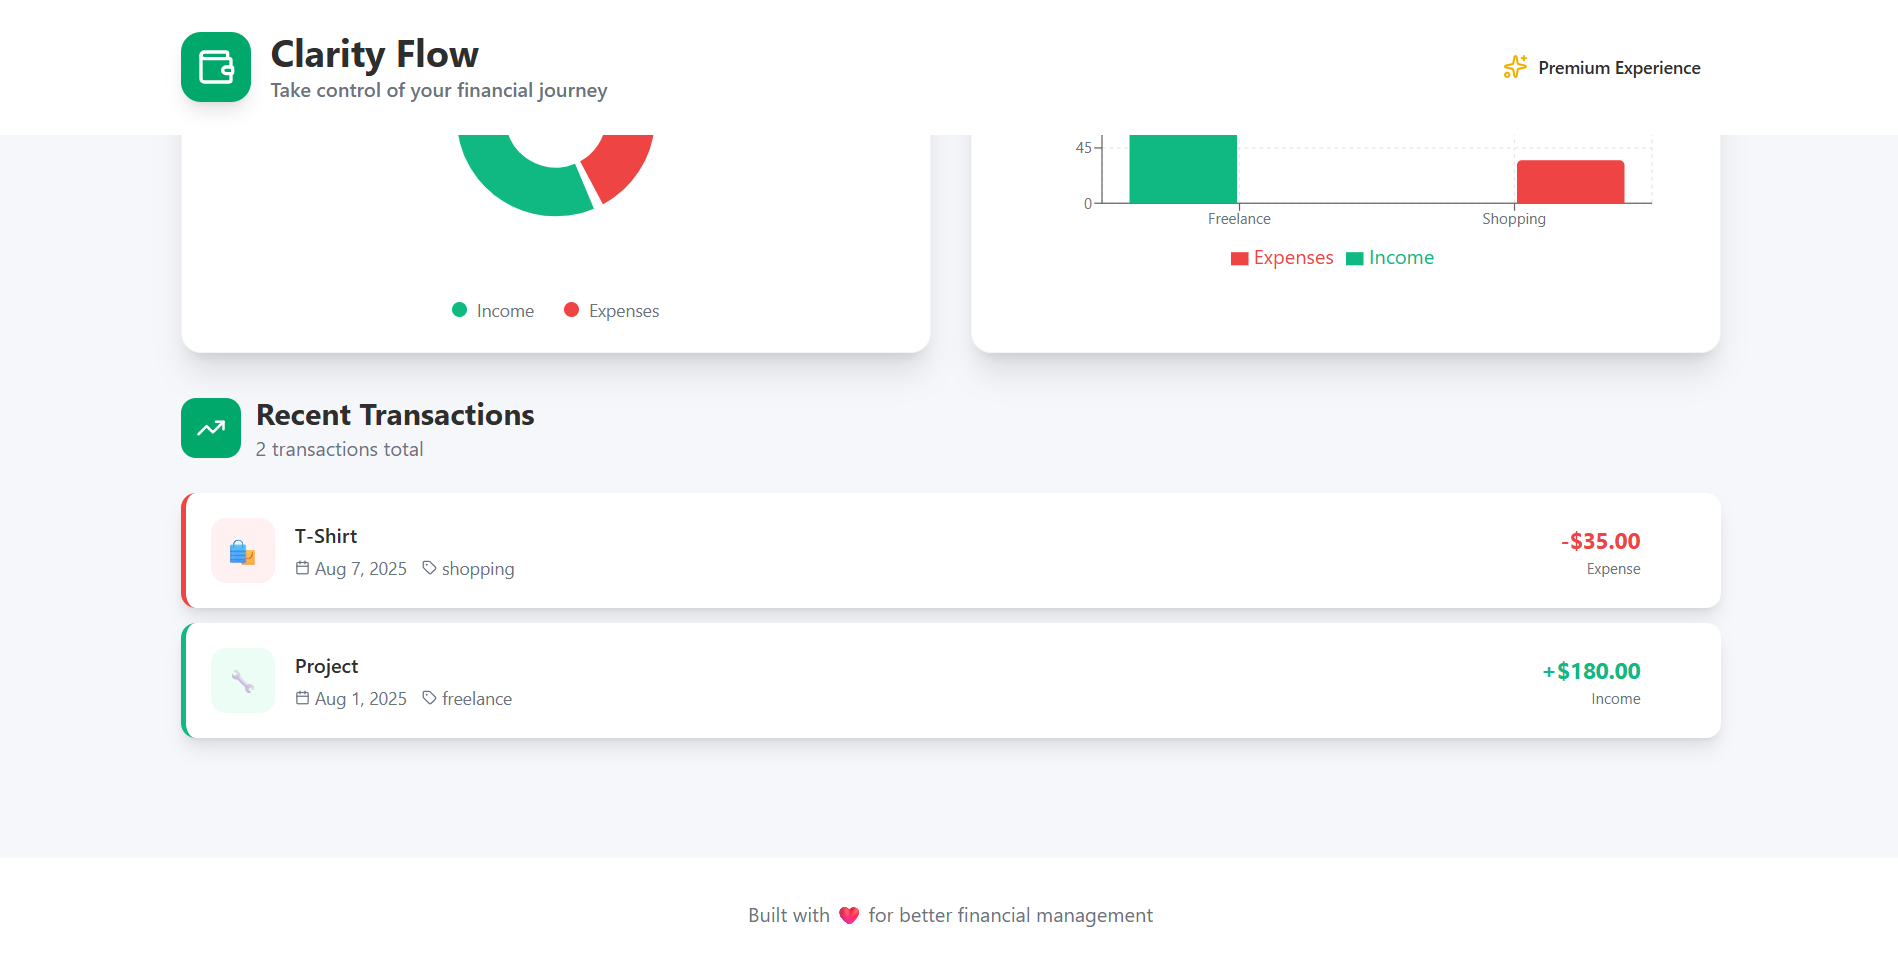 Clarity Flow
Take control of your financial journey
Premium Experience
Income Expenses
45
0
Freelance Shopping
Expenses Income
Recent Transactions
2 transactions total
T-Shirt
Aug 7, 2025 shopping
-$35.00
Expense
Project
Aug 1, 2025 freelance
+$180.00
Income
Built with ❤️ for better financial management